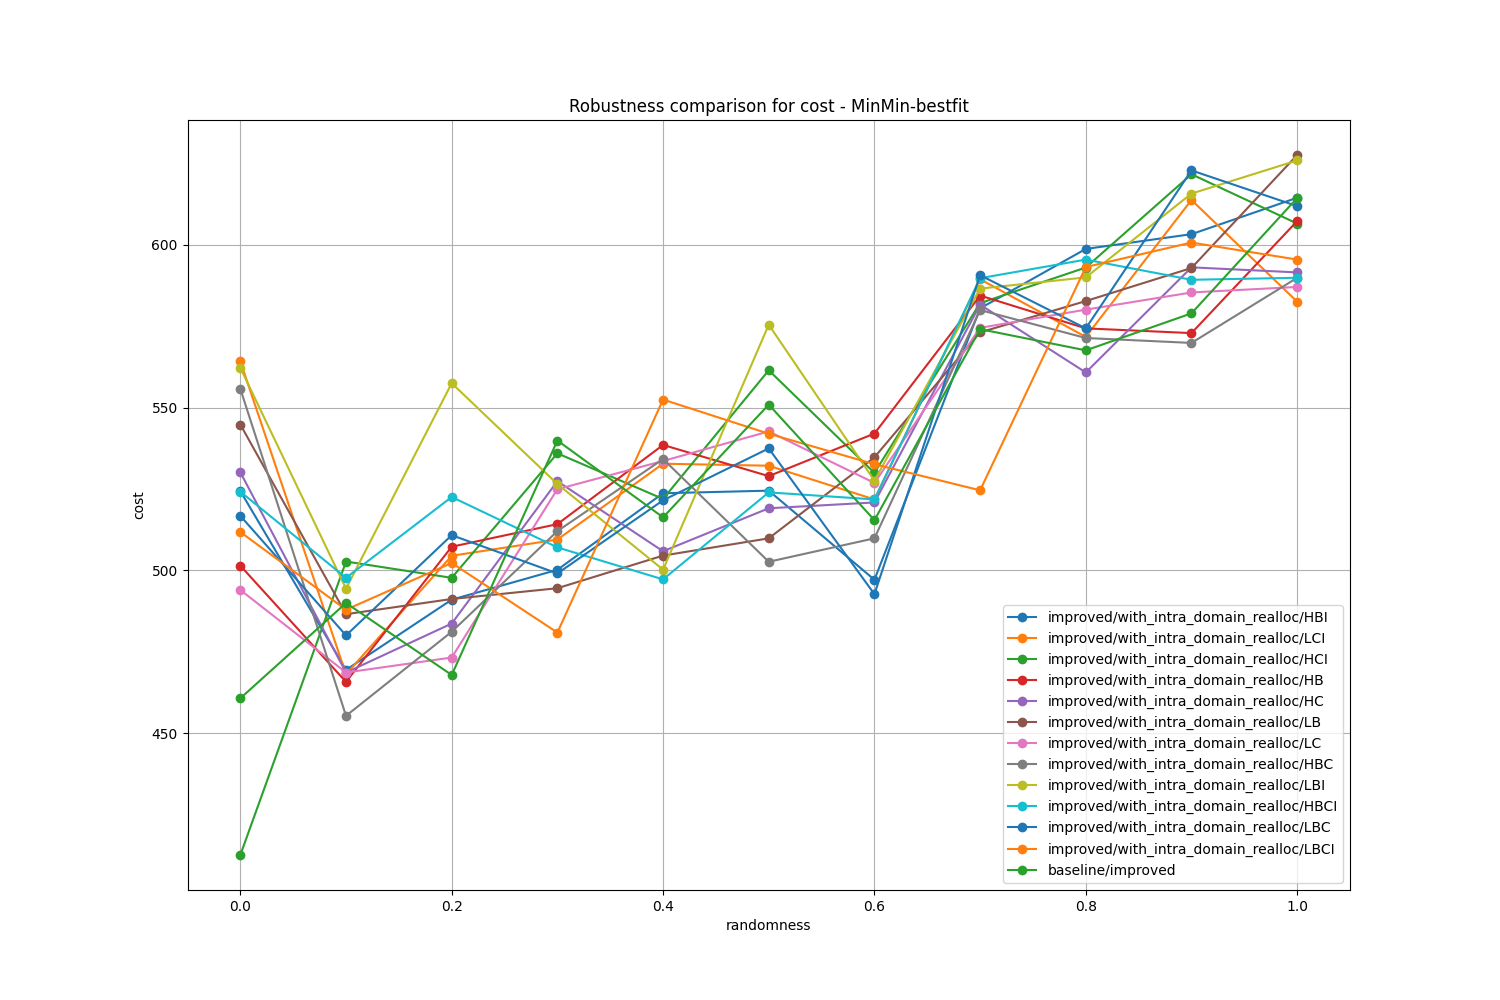 Robustness comparison for cost - MinMin-bestfit
cost
600
550
500
450
0.0
0.2
0.4
0.6
0.8
1.0
randomness
improved/with_intra_domain_realloc/HBI
improved/with_intra_domain_realloc/LCI
improved/with_intra_domain_realloc/HCI
improved/with_intra_domain_realloc/HB
improved/with_intra_domain_realloc/HC
improved/with_intra_domain_realloc/LB
improved/with_intra_domain_realloc/LC
improved/with_intra_domain_realloc/HBC
improved/with_intra_domain_realloc/LBI
improved/with_intra_domain_realloc/HBCI
improved/with_intra_domain_realloc/LBC
improved/with_intra_domain_realloc/LBCI
baseline/improved